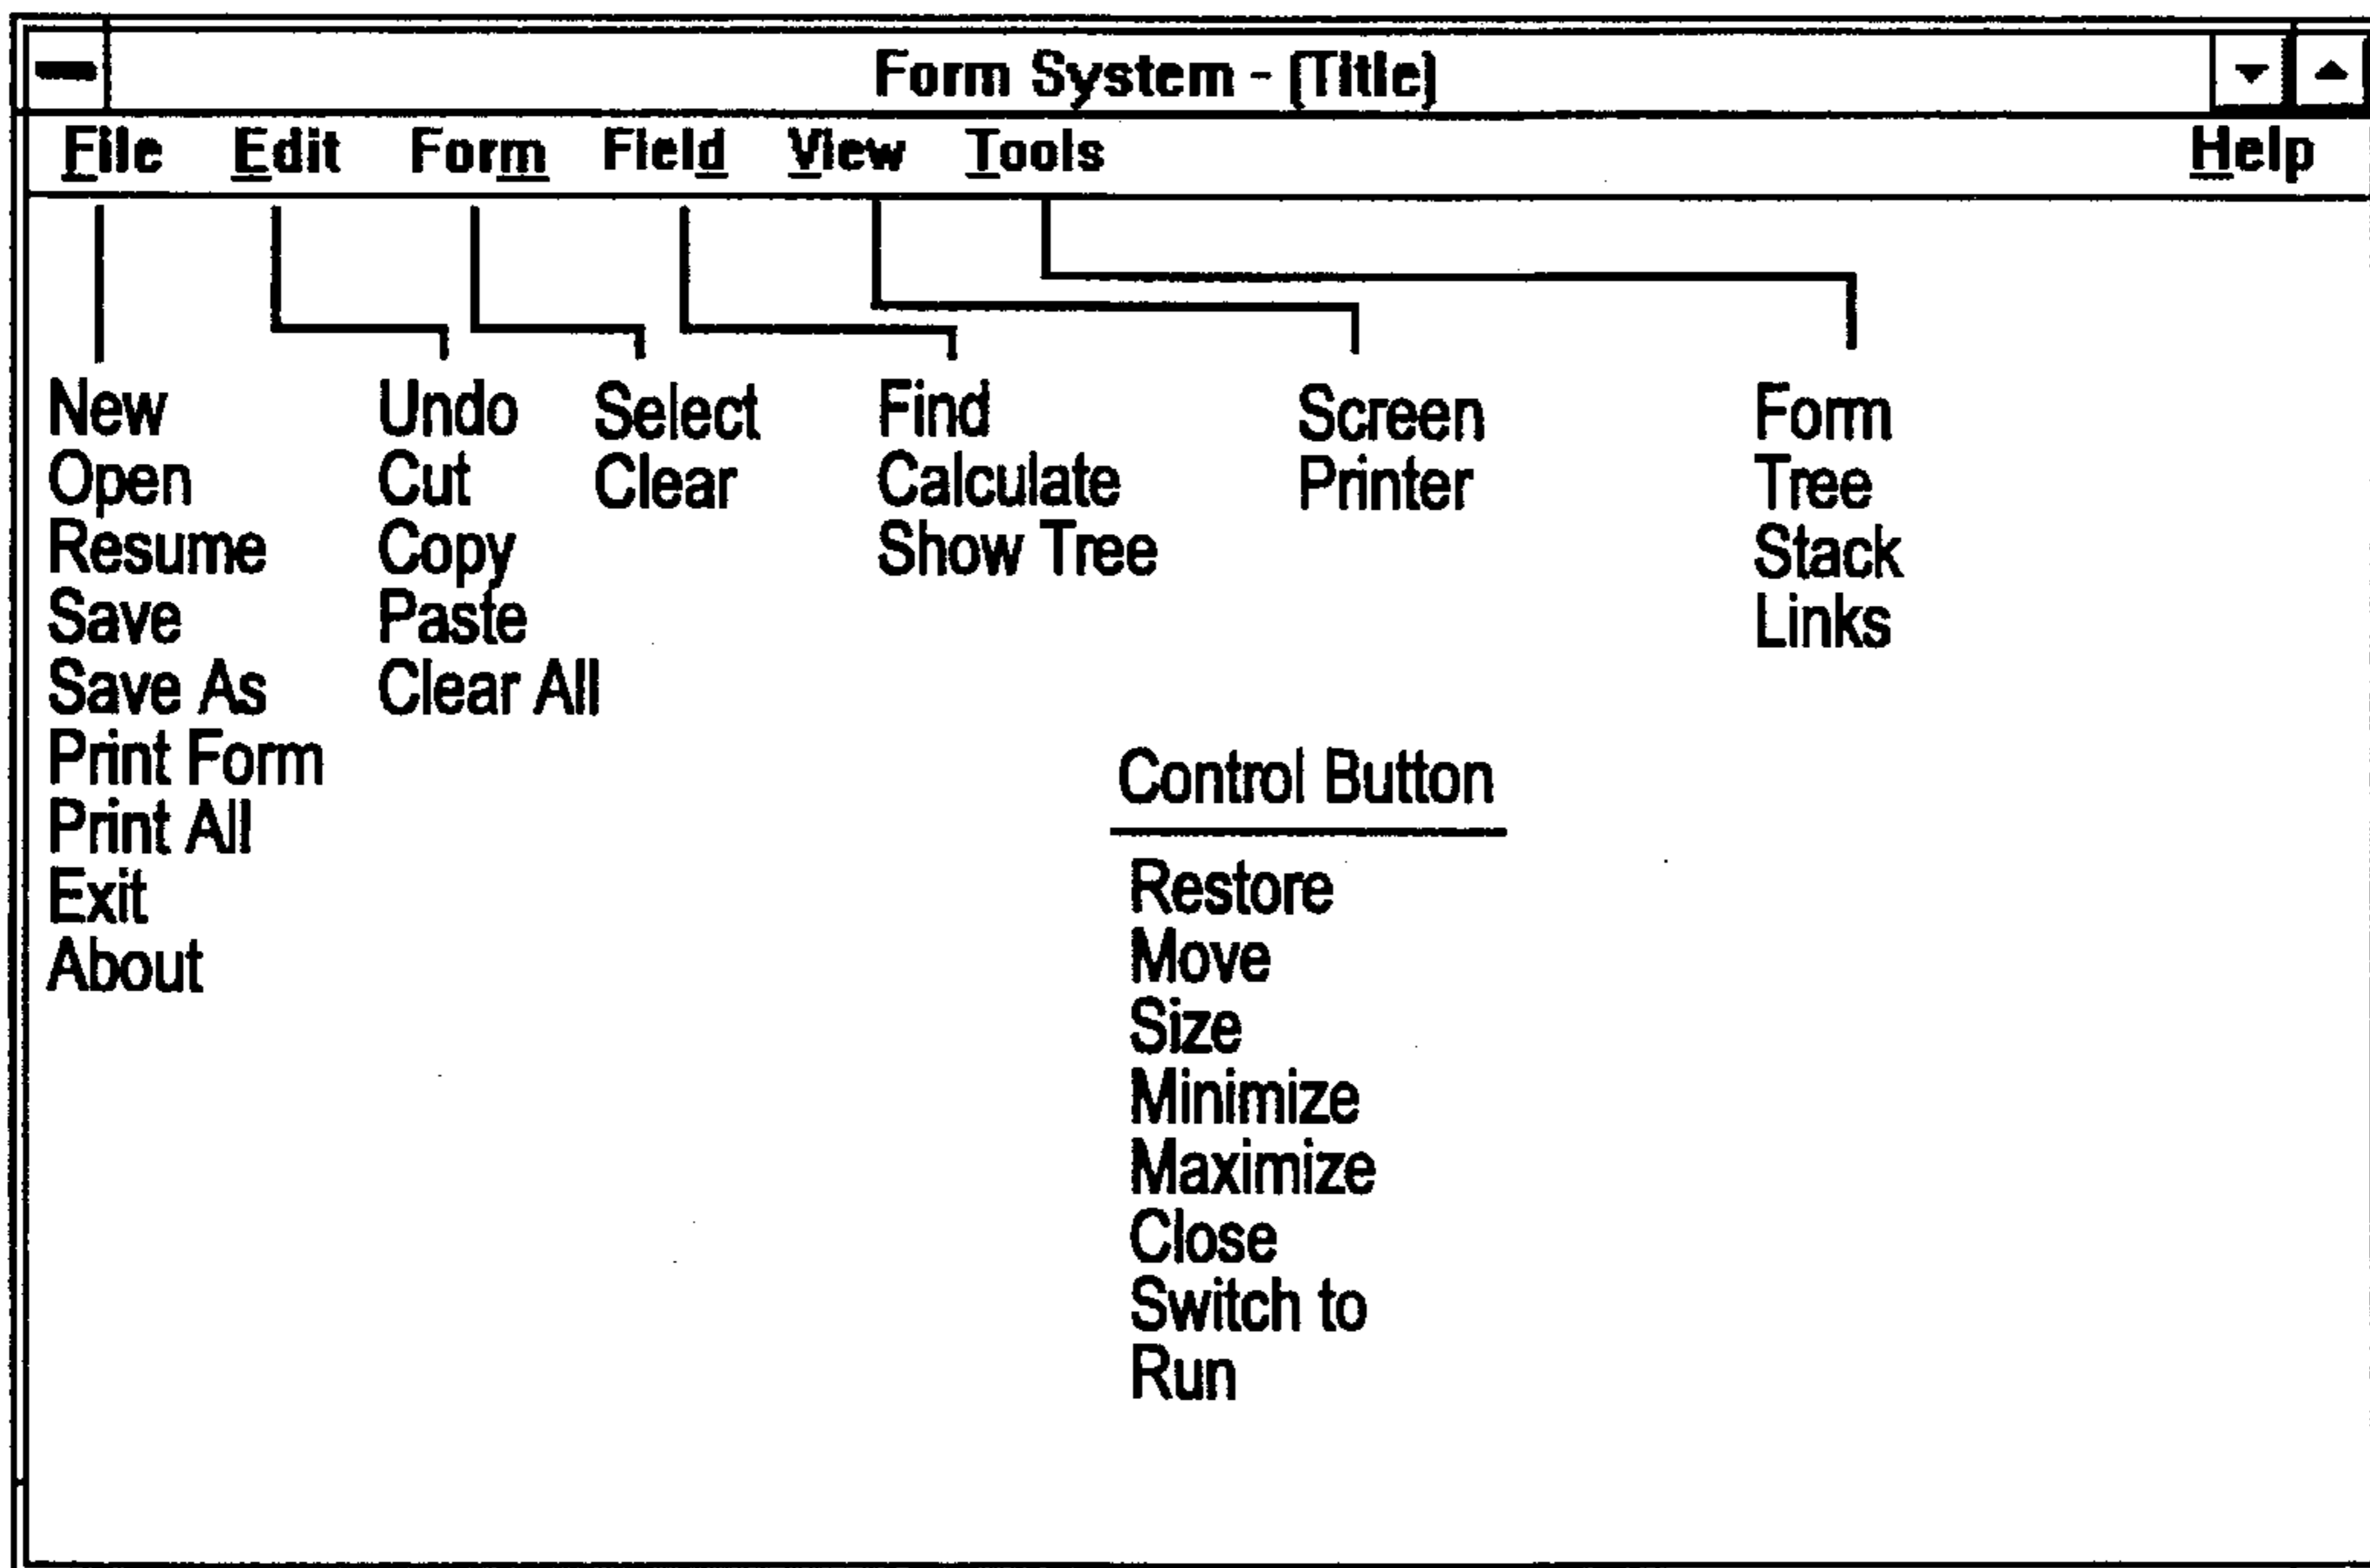 Form System - [Title]
File Edit Form Field View Tools Help
New
Open
Resume
Save
Save As
Print Form
Print All
Exit
About
Undo
Cut
Copy
Paste
Clear All
Select
Clear
Find
Calculate
Show Tree
Screen
Printer
Form
Tree
Stack
Links
Control Button
Restore
Move
Size
Minimize
Maximize
Close
Switch to
Run